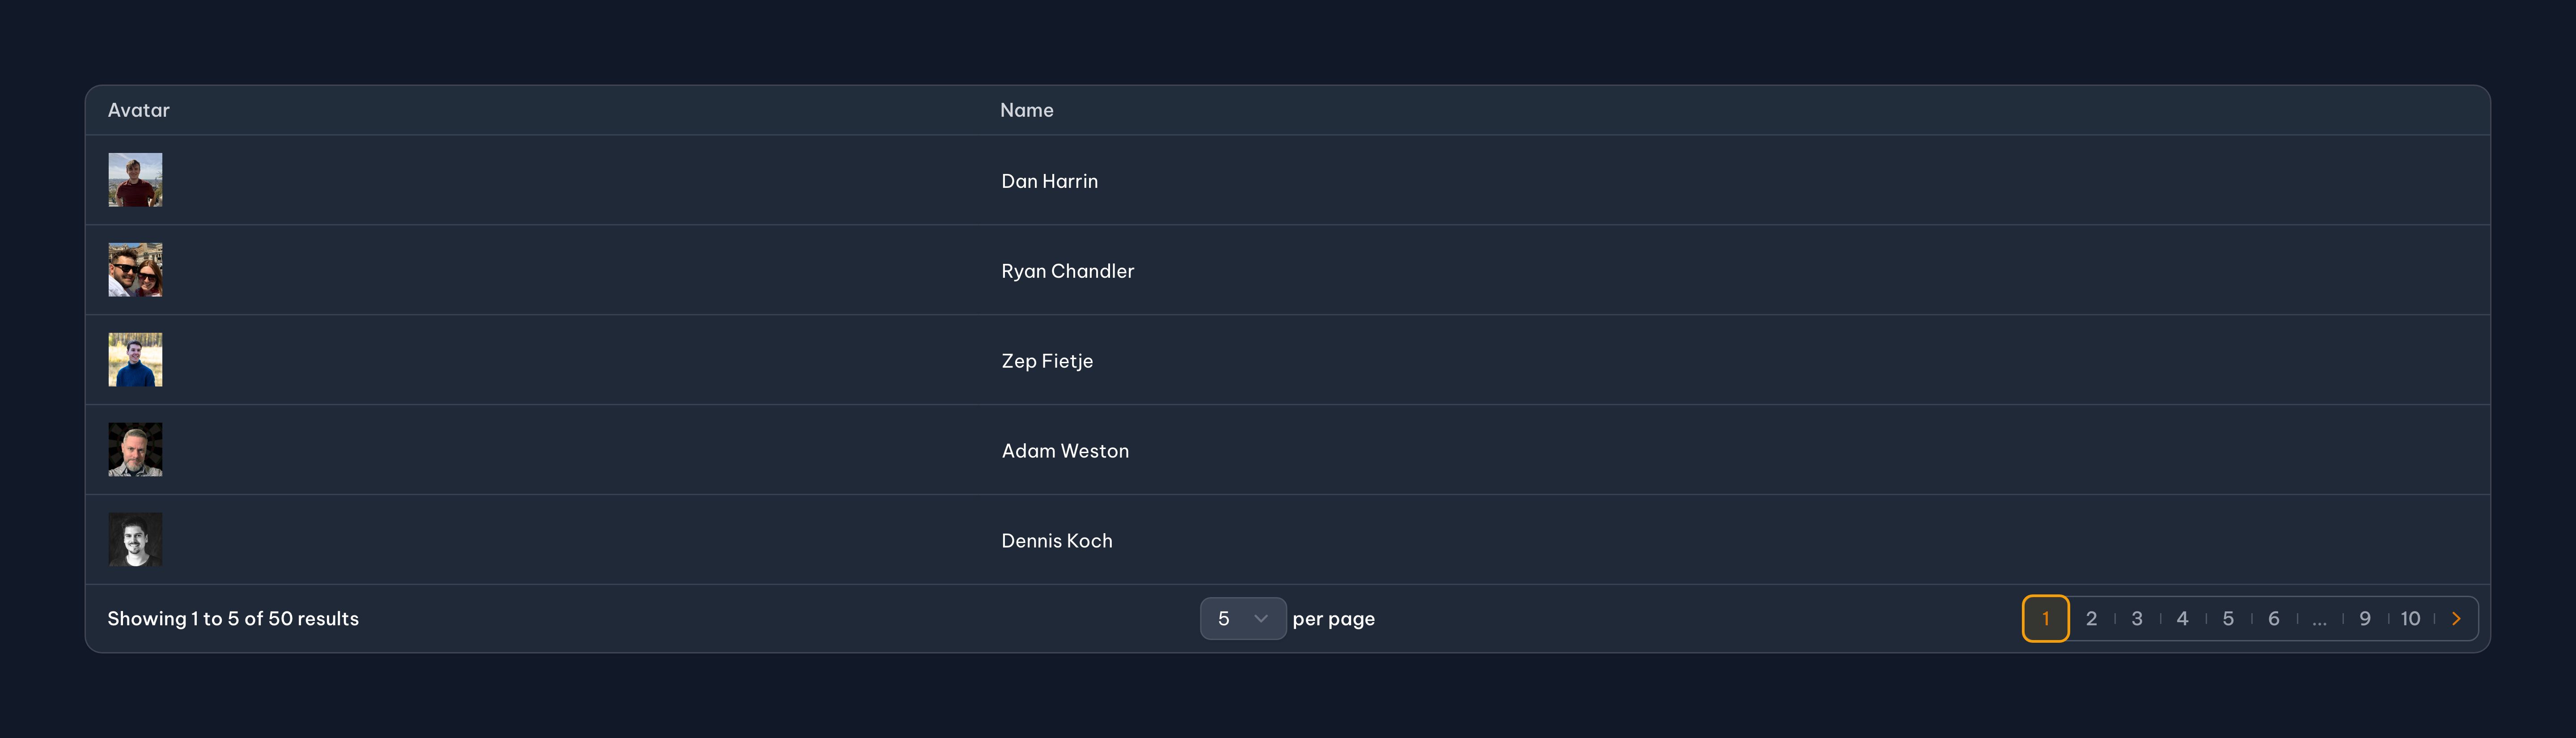 Avatar Name
Dan Harrin
Ryan Chandler
Zep Fietje
Adam Weston
Dennis Koch
Showing 1 to 5 of 50 results 5 per page 1 2 3 4 5 6 ... 9 10